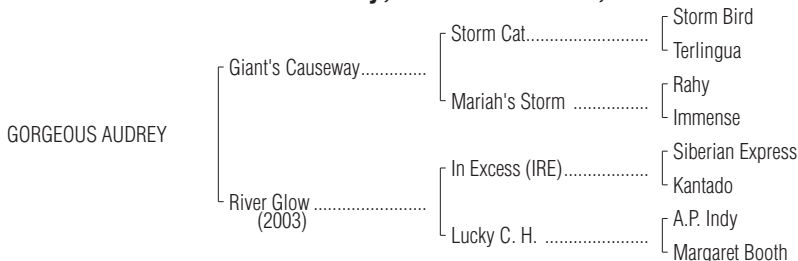 Storm Bird
Storm Cat..........................
Terlingua
Giant's Causeway..............
Rahy
Mariah's Storm ................
Immense
GORGEOUS AUDREY
Siberian Express
In Excess (IRE)..................
Kantado
River Glow ........................
(2003)
A.P. Indy
Lucky C. H. ......................
Margaret Booth